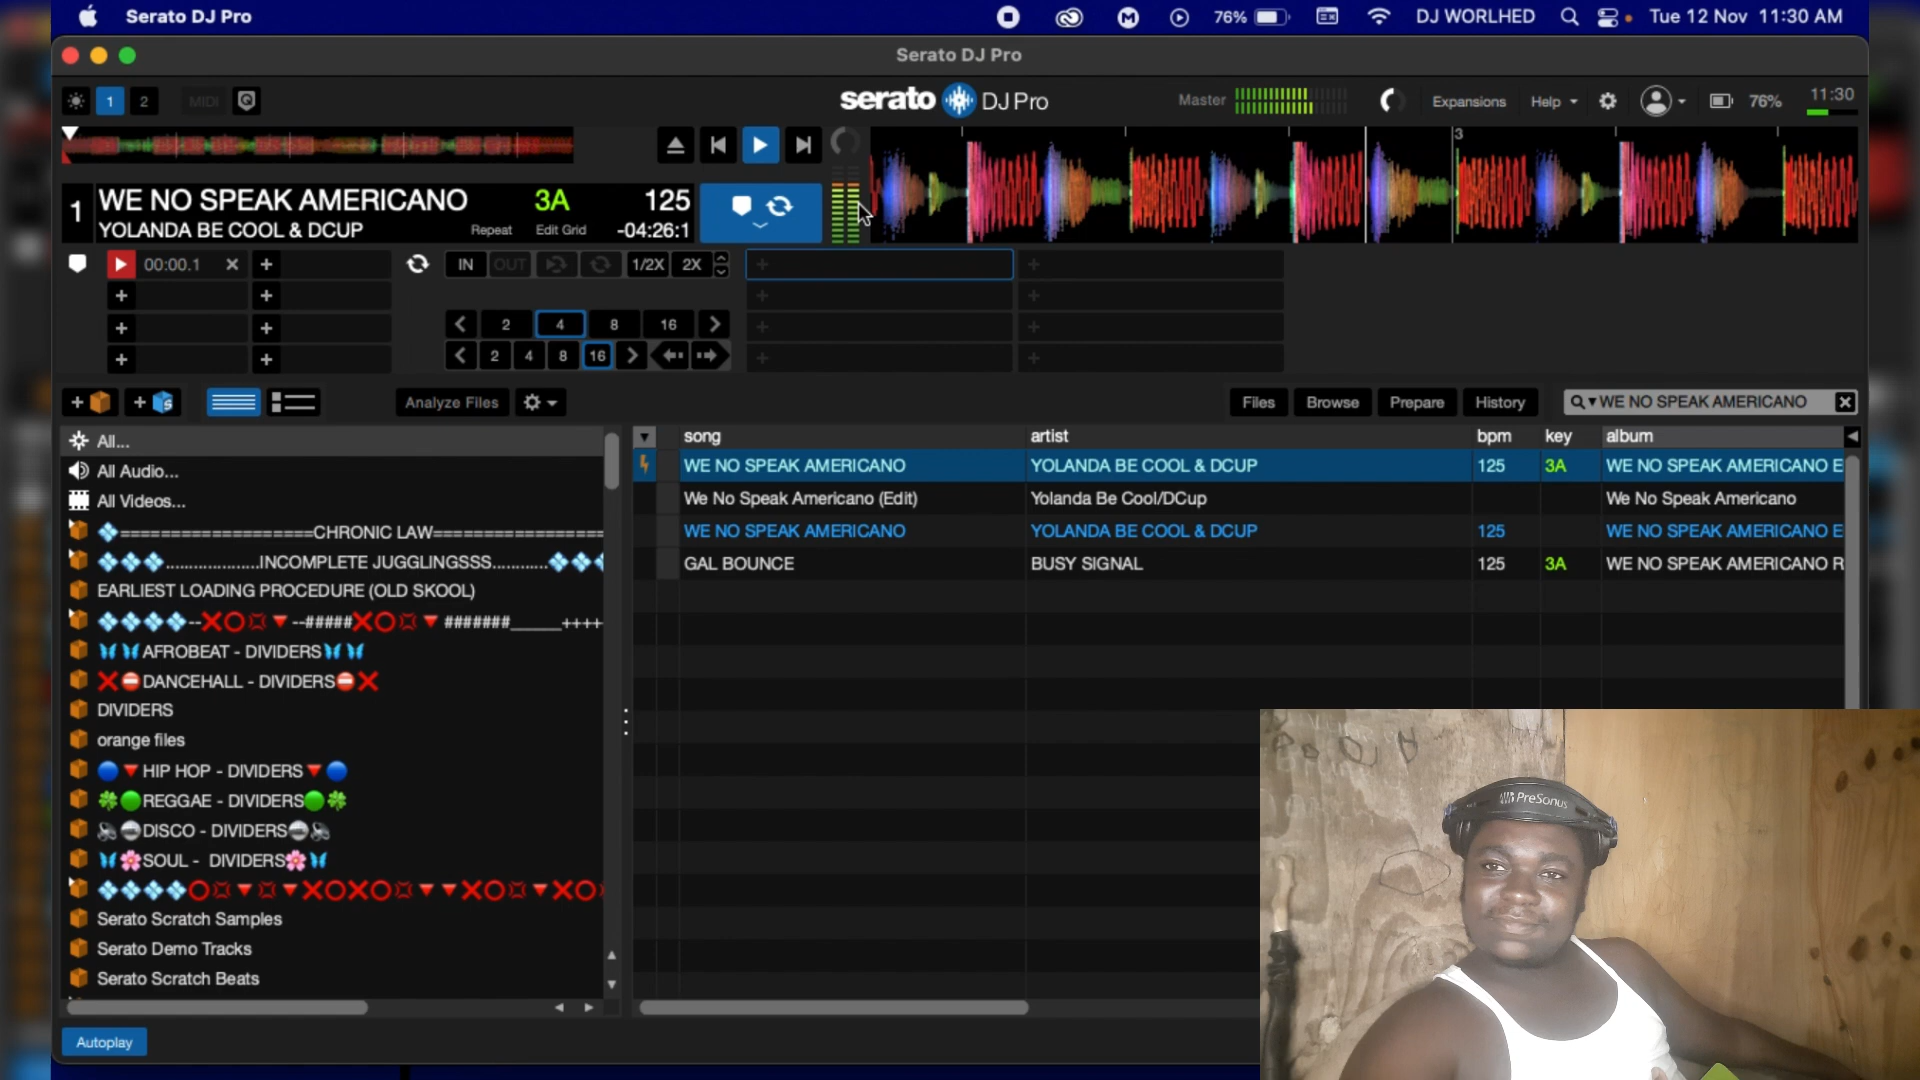 Serato DJ Pro
76%
DJ WORLHED
Tue 12 Nov 11:30 AM
Serato DJ Pro
1
2
MIDI
serato DJ Pro
Master
Expansions
Help
76%
11:30
3
1
WE NO SPEAK AMERICANO
3A
125
YOLANDA BE COOL & DCUP
Repeat
Edit Grid
-04:26:1
00:00.1
IN
OUT
1/2X
2X
2
4
8
16
2
4
8
16
Analyze Files
Files
Browse
Prepare
History
WE NO SPEAK AMERICANO
All...
All Audio...
All Videos...
====================CHRONIC LAW===================
....................INCOMPLETE JUGGLINGSSS...........
EARLIEST LOADING PROCEDURE (OLD SKOOL)
--#####
#######______++++
AFROBEAT - DIVIDERS
DANCEHALL - DIVIDERS
DIVIDERS
orange files
HIP HOP - DIVIDERS
REGGAE - DIVIDERS
DISCO - DIVIDERS
SOUL - DIVIDERS
Serato Scratch Samples
Serato Demo Tracks
Serato Scratch Beats
song artist bpm key album
WE NO SPEAK AMERICANO YOLANDA BE COOL & DCUP 125 3A WE NO SPEAK AMERICANO E
We No Speak Americano (Edit) Yolanda Be Cool/DCup We No Speak Americano
WE NO SPEAK AMERICANO YOLANDA BE COOL & DCUP 125 WE NO SPEAK AMERICANO E
GAL BOUNCE BUSY SIGNAL 125 3A WE NO SPEAK AMERICANO R
PreSonus
Autoplay